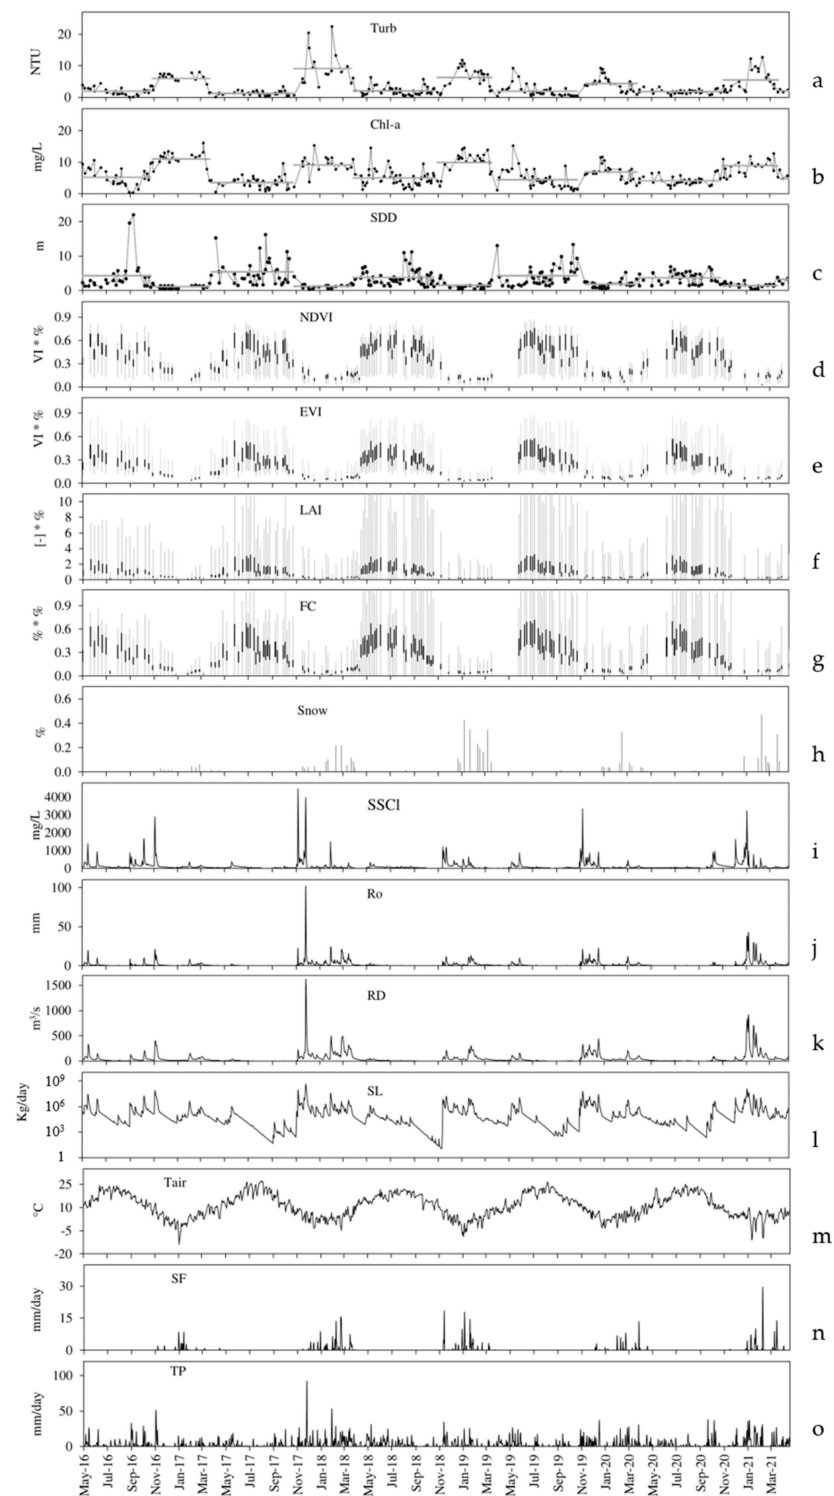 Turb
NTU
20
10
0
a
Chl-a
mg/L
20
10
0
b
SDD
m
20
10
0
c
NDVI
VI * %
0.9
0.6
0.3
0.0
d
EVI
VI * %
0.9
0.6
0.3
0.0
e
LAI
[-] * %
10
8
6
4
2
0
f
FC
% * %
0.9
0.6
0.3
0.0
g
Snow
%
0.6
0.4
0.2
0.0
h
SSCl
mg/L
4000
3000
2000
1000
0
i
Ro
mm
100
50
0
j
RD
m³/s
1500
1000
500
0
k
SL
Kg/day
10⁹
10⁶
10³
1
l
Tair
°C
25
10
-5
-20
m
SF
mm/day
30
15
0
n
TP
mm/day
100
50
0
o
May-16 Jul-16 Sep-16 Nov-16 Jan-17 Mar-17 May-17 Jul-17 Sep-17 Nov-17 Jan-18 Mar-18 May-18 Jul-18 Sep-18 Nov-18 Jan-19 Mar-19 May-19 Jul-19 Sep-19 Nov-19 Jan-20 Mar-20 May-20 Jul-20 Sep-20 Nov-20 Jan-21 Mar-21